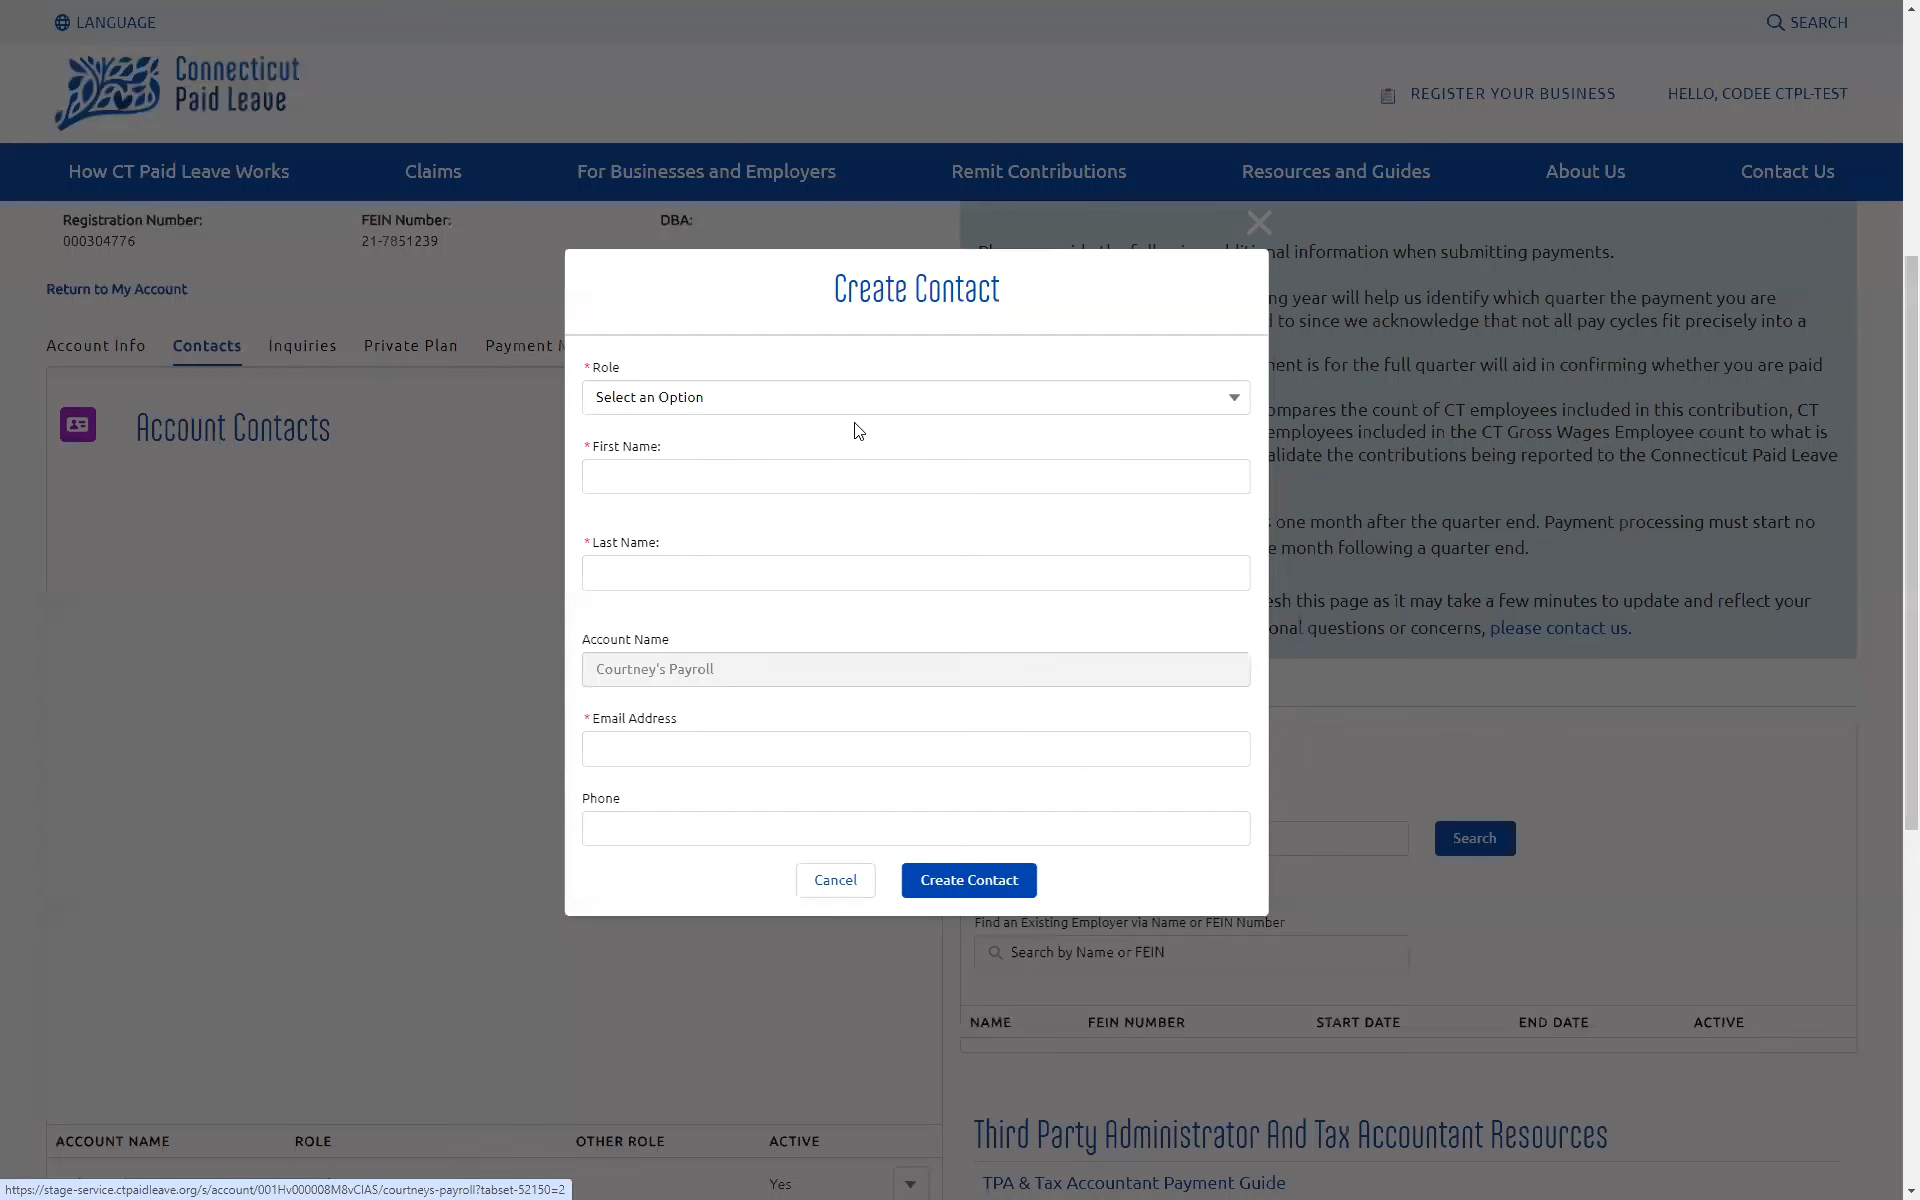 LANGUAGE
SEARCH
Connecticut
Paid Leave
REGISTER YOUR BUSINESS
HELLO, CODEE CTPL-TEST
How CT Paid Leave Works
Claims
For Businesses and Employers
Remit Contributions
Resources and Guides
About Us
Contact Us
Registration Number:
FEIN Number:
DBA:
000304776
21-7851239
Return to My Account
Account Info
Contacts
Inquiries
Private Plan
Payment
Account Contacts
information when submitting payments.
year will help us identify which quarter the payment you are
to since we acknowledge that not all pay cycles fit precisely into a
is for the full quarter will aid in confirming whether you are paid
the count of CT employees included in this contribution, CT
employees included in the CT Gross Wages Employee count to what is
the contributions being reported to the Connecticut Paid Leave
one month after the quarter end. Payment processing must start no
month following a quarter end.
this page as it may take a few minutes to update and reflect your
questions or concerns, please contact us.
Create Contact
* Role
Select an Option
* First Name:
* Last Name:
Account Name
Courtney's Payroll
* Email Address
Phone
Cancel
Create Contact
Search
Find an Existing Employer via Name or FEIN Number
Search by Name or FEIN
NAME
FEIN NUMBER
START DATE
END DATE
ACTIVE
ACCOUNT NAME
ROLE
OTHER ROLE
ACTIVE
Yes
Third Party Administrator And Tax Accountant Resources
TPA & Tax Accountant Payment Guide
https://stage-service.ctpaidleave.org/s/account/001Hv000008M8vCIAS/courtneys-payroll?tabset-52150=2